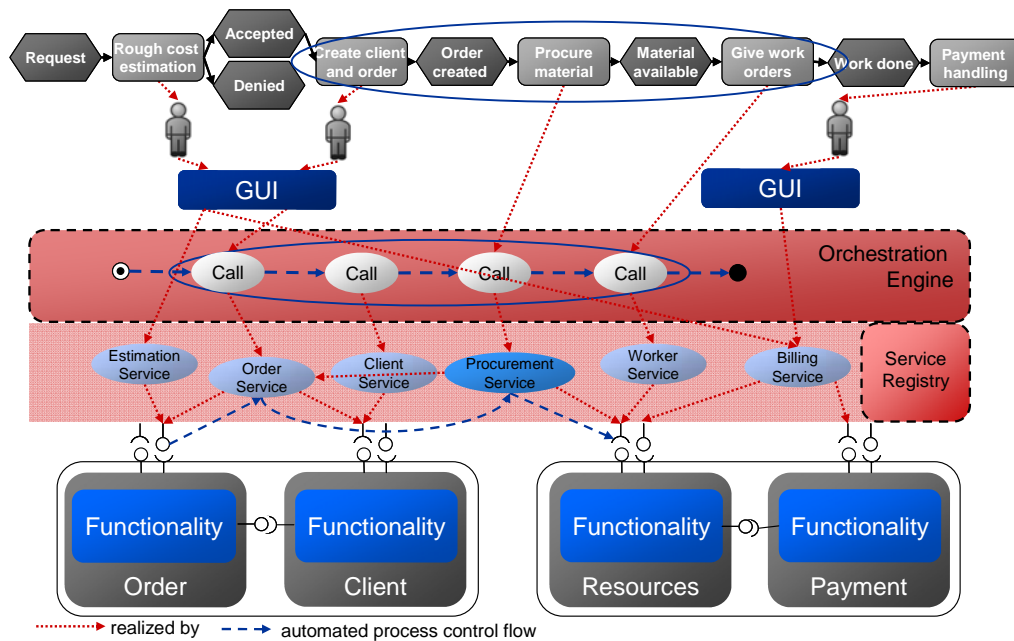 Request
Rough cost
estimation
Accepted
Denied
Create client
and order
Order
created
Procure
material
Material
available
Give work
orders
Work done
Payment
handling
GUI
GUI
Orchestration
Engine
Call
Call
Call
Call
Estimation
Service
Order
Service
Client
Service
Procurement
Service
Worker
Service
Billing
Service
Service
Registry
Functionality
Functionality
Functionality
Functionality
Order
Client
Resources
Payment
realized by
automated process control flow